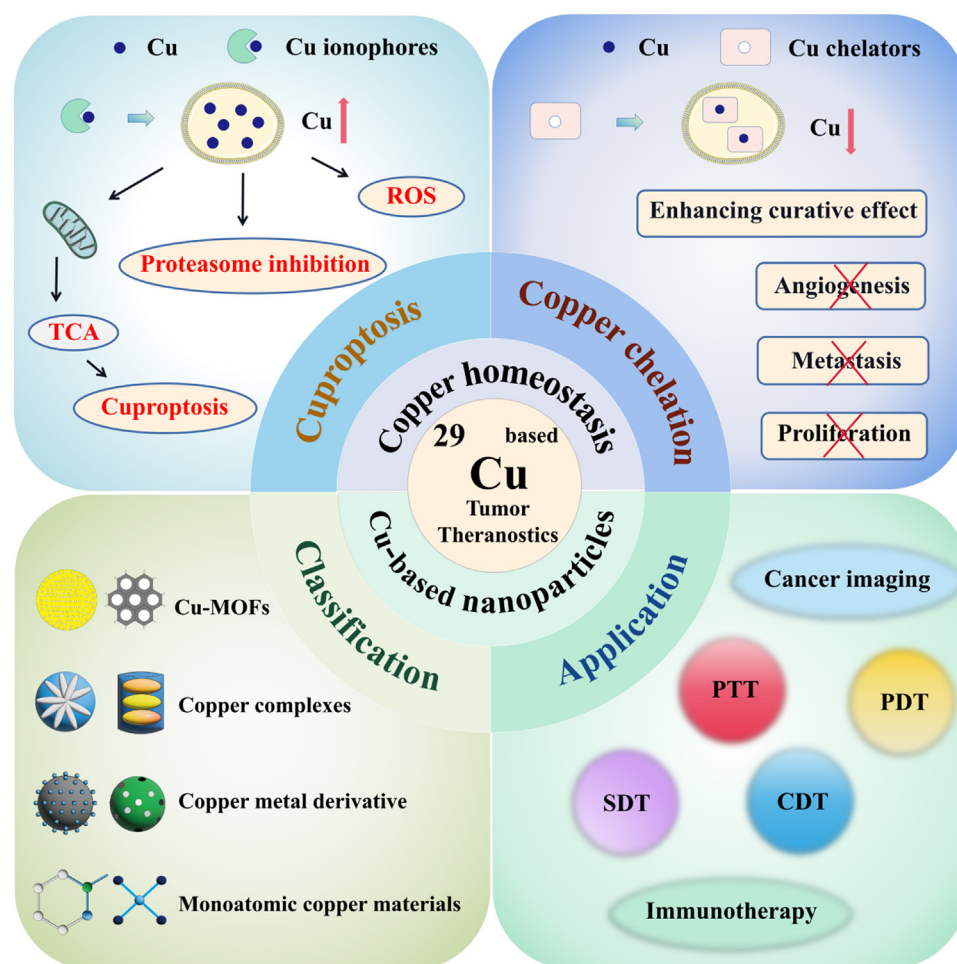 Cu
Cu ionophores
Cu
ROS
Proteasome inhibition
TCA
Cuproptosis
Cu
Cu chelators
Cu
Enhancing curative effect
Angiogenesis
Metastasis
Proliferation
Cuproptosis
Copper chelation
Copper homeostasis
29 based
Cu
Tumor
Theranostics
Cu-based nanoparticles
Classification
Application
Cu-MOFs
Copper complexes
Copper metal derivative
Monoatomic copper materials
Cancer imaging
PTT
PDT
SDT
CDT
Immunotherapy